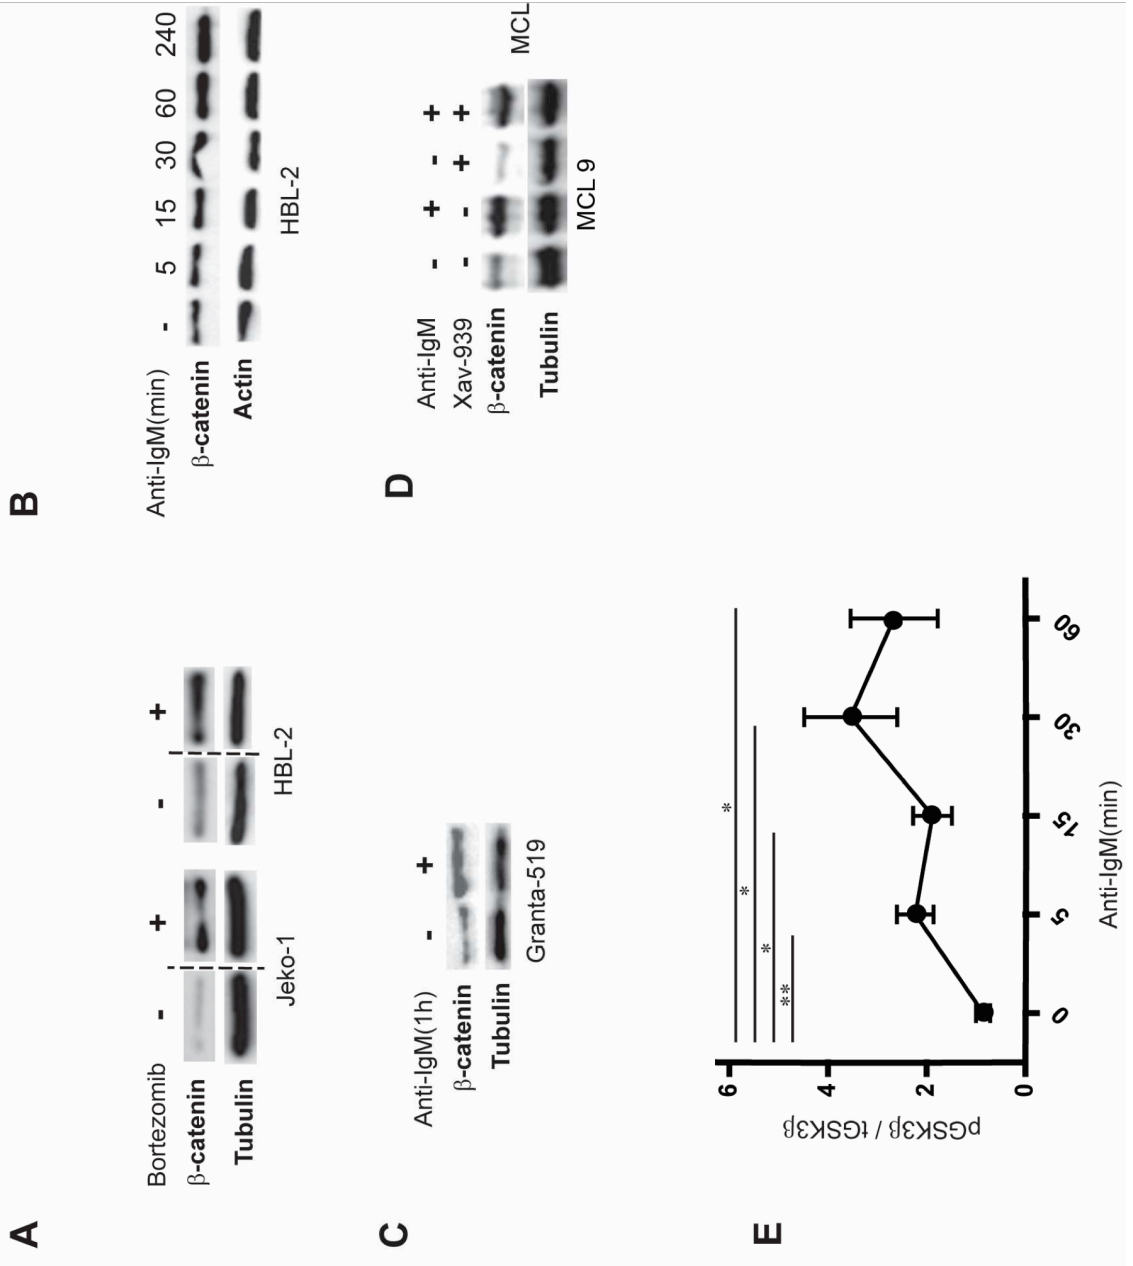 A
Bortezomib - + - +
β-catenin
Tubulin
Jeko-1 HBL-2
B
Anti-IgM(min) - 5 15 30 60 240
β-catenin
Actin
HBL-2
C
Anti-IgM(1h) - +
β-catenin
Tubulin
Granta-519
D
Anti-IgM - + - +
Xav-939 - - + +
β-catenin
Tubulin
MCL 9
MCL
E
pGSK3β / tGSK3β
6
4
2
0
*
*
*
**
0 5 15 30 60
Anti-IgM(min)